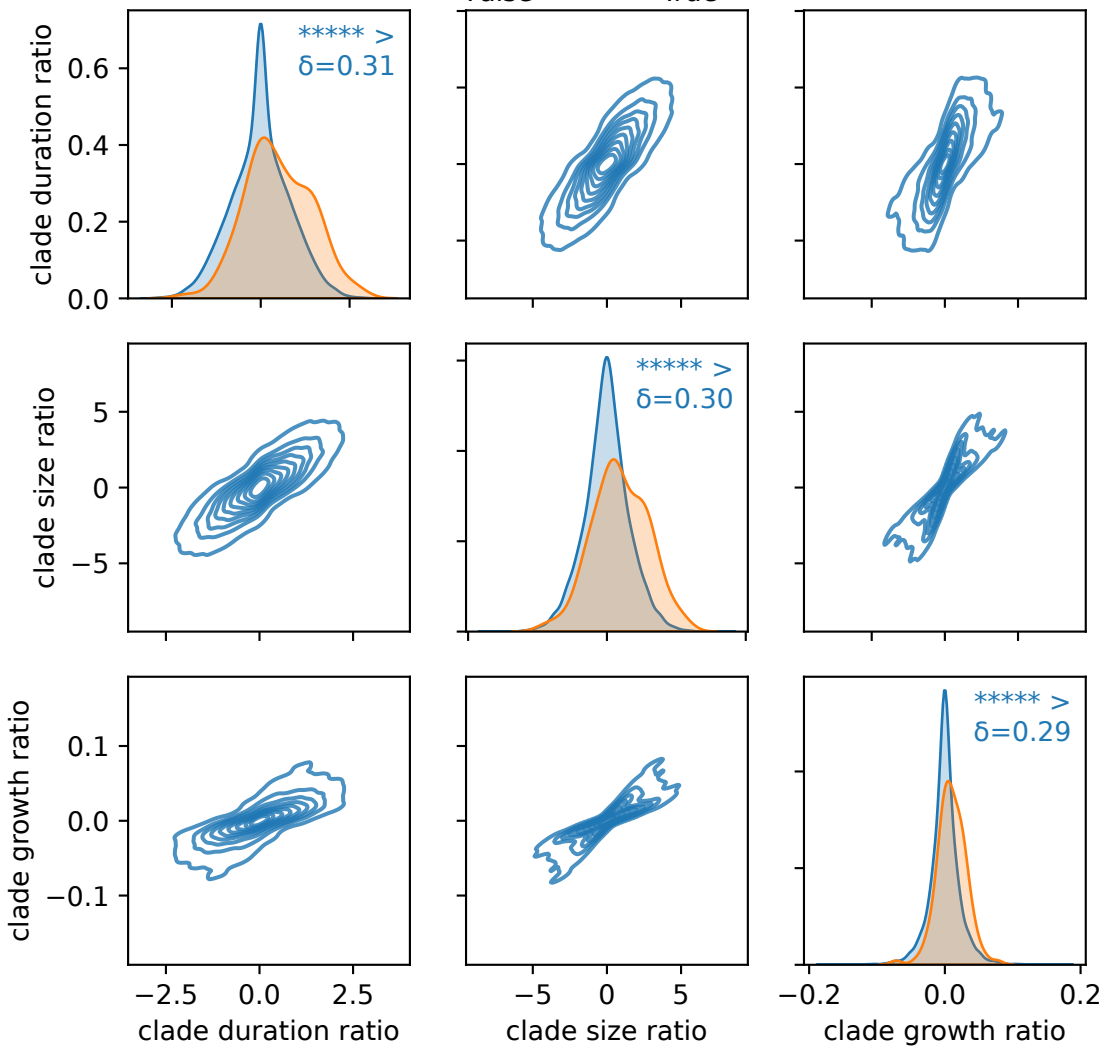 ***** >
δ=0.31
clade duration ratio
0.6
0.4
0.2
0.0
***** >
δ=0.30
clade size ratio
5
0
−5
***** >
δ=0.29
clade growth ratio
0.1
0.0
−0.1
−2.5 0.0 2.5
−5 0 5
−0.2 0.0 0.2
clade duration ratio
clade size ratio
clade growth ratio